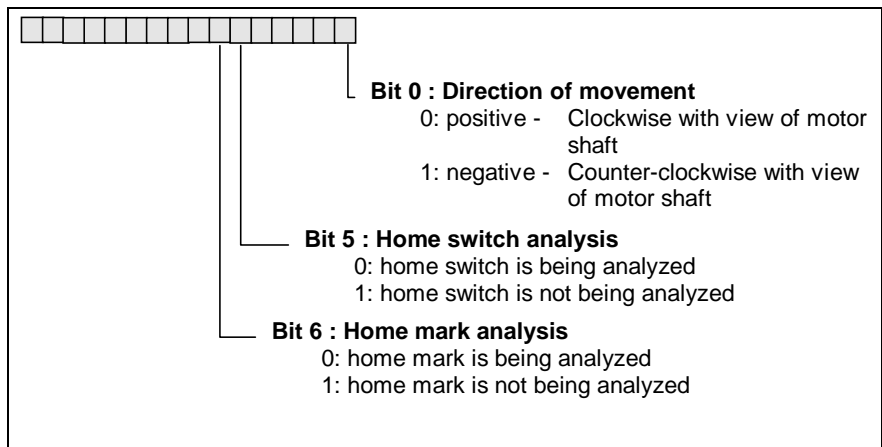 Bit 0 : Direction of movement
0: positive - Clockwise with view of motor
shaft
1: negative - Counter-clockwise with view
of motor shaft
Bit 5 : Home switch analysis
0: home switch is being analyzed
1: home switch is not being analyzed
Bit 6 : Home mark analysis
0: home mark is being analyzed
1: home mark is not being analyzed